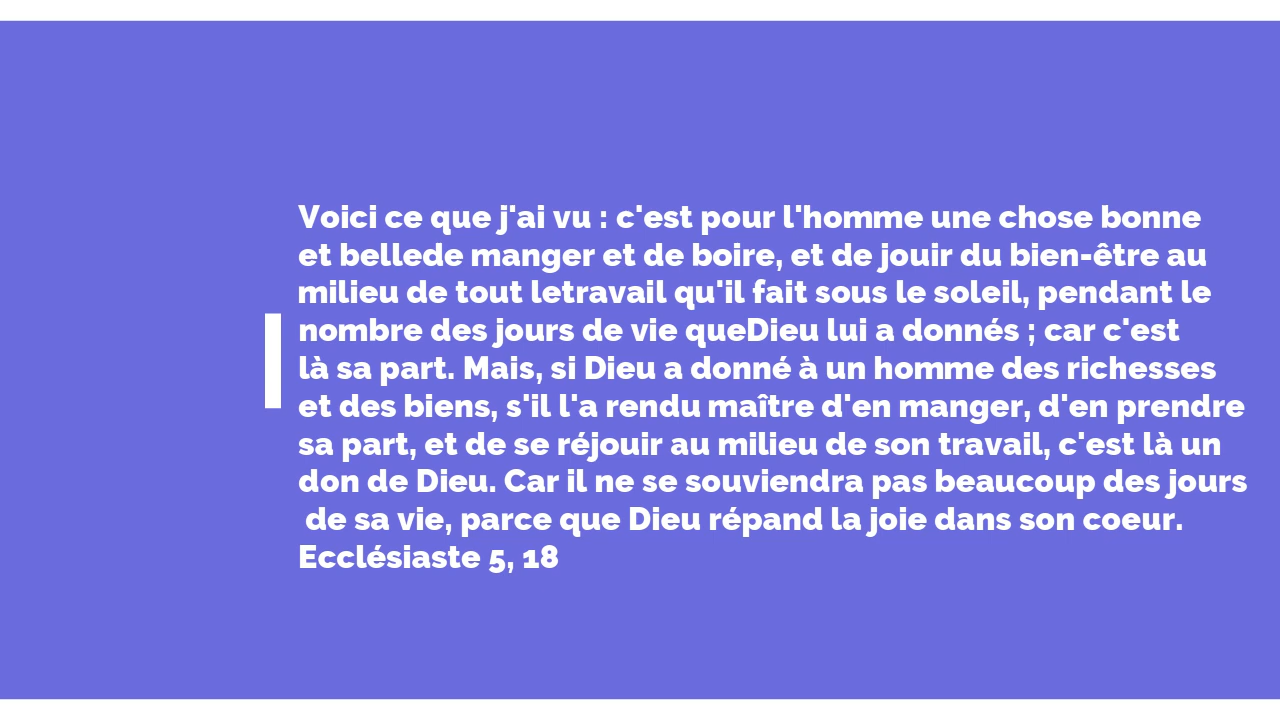 Voici ce que j'ai vu : c'est pour l'homme une chose bonne
et bellede manger et de boire, et de jouir du bien-être au
milieu de tout letravail qu'il fait sous le soleil, pendant le
nombre des jours de vie queDieu lui a donnés ; car c'est
là sa part. Mais, si Dieu a donné à un homme des richesses
et des biens, s'il l'a rendu maître d'en manger, d'en prendre
sa part, et de se réjouir au milieu de son travail, c'est là un
don de Dieu. Car il ne se souviendra pas beaucoup des jours
de sa vie, parce que Dieu répand la joie dans son coeur.
Ecclésiaste 5, 18